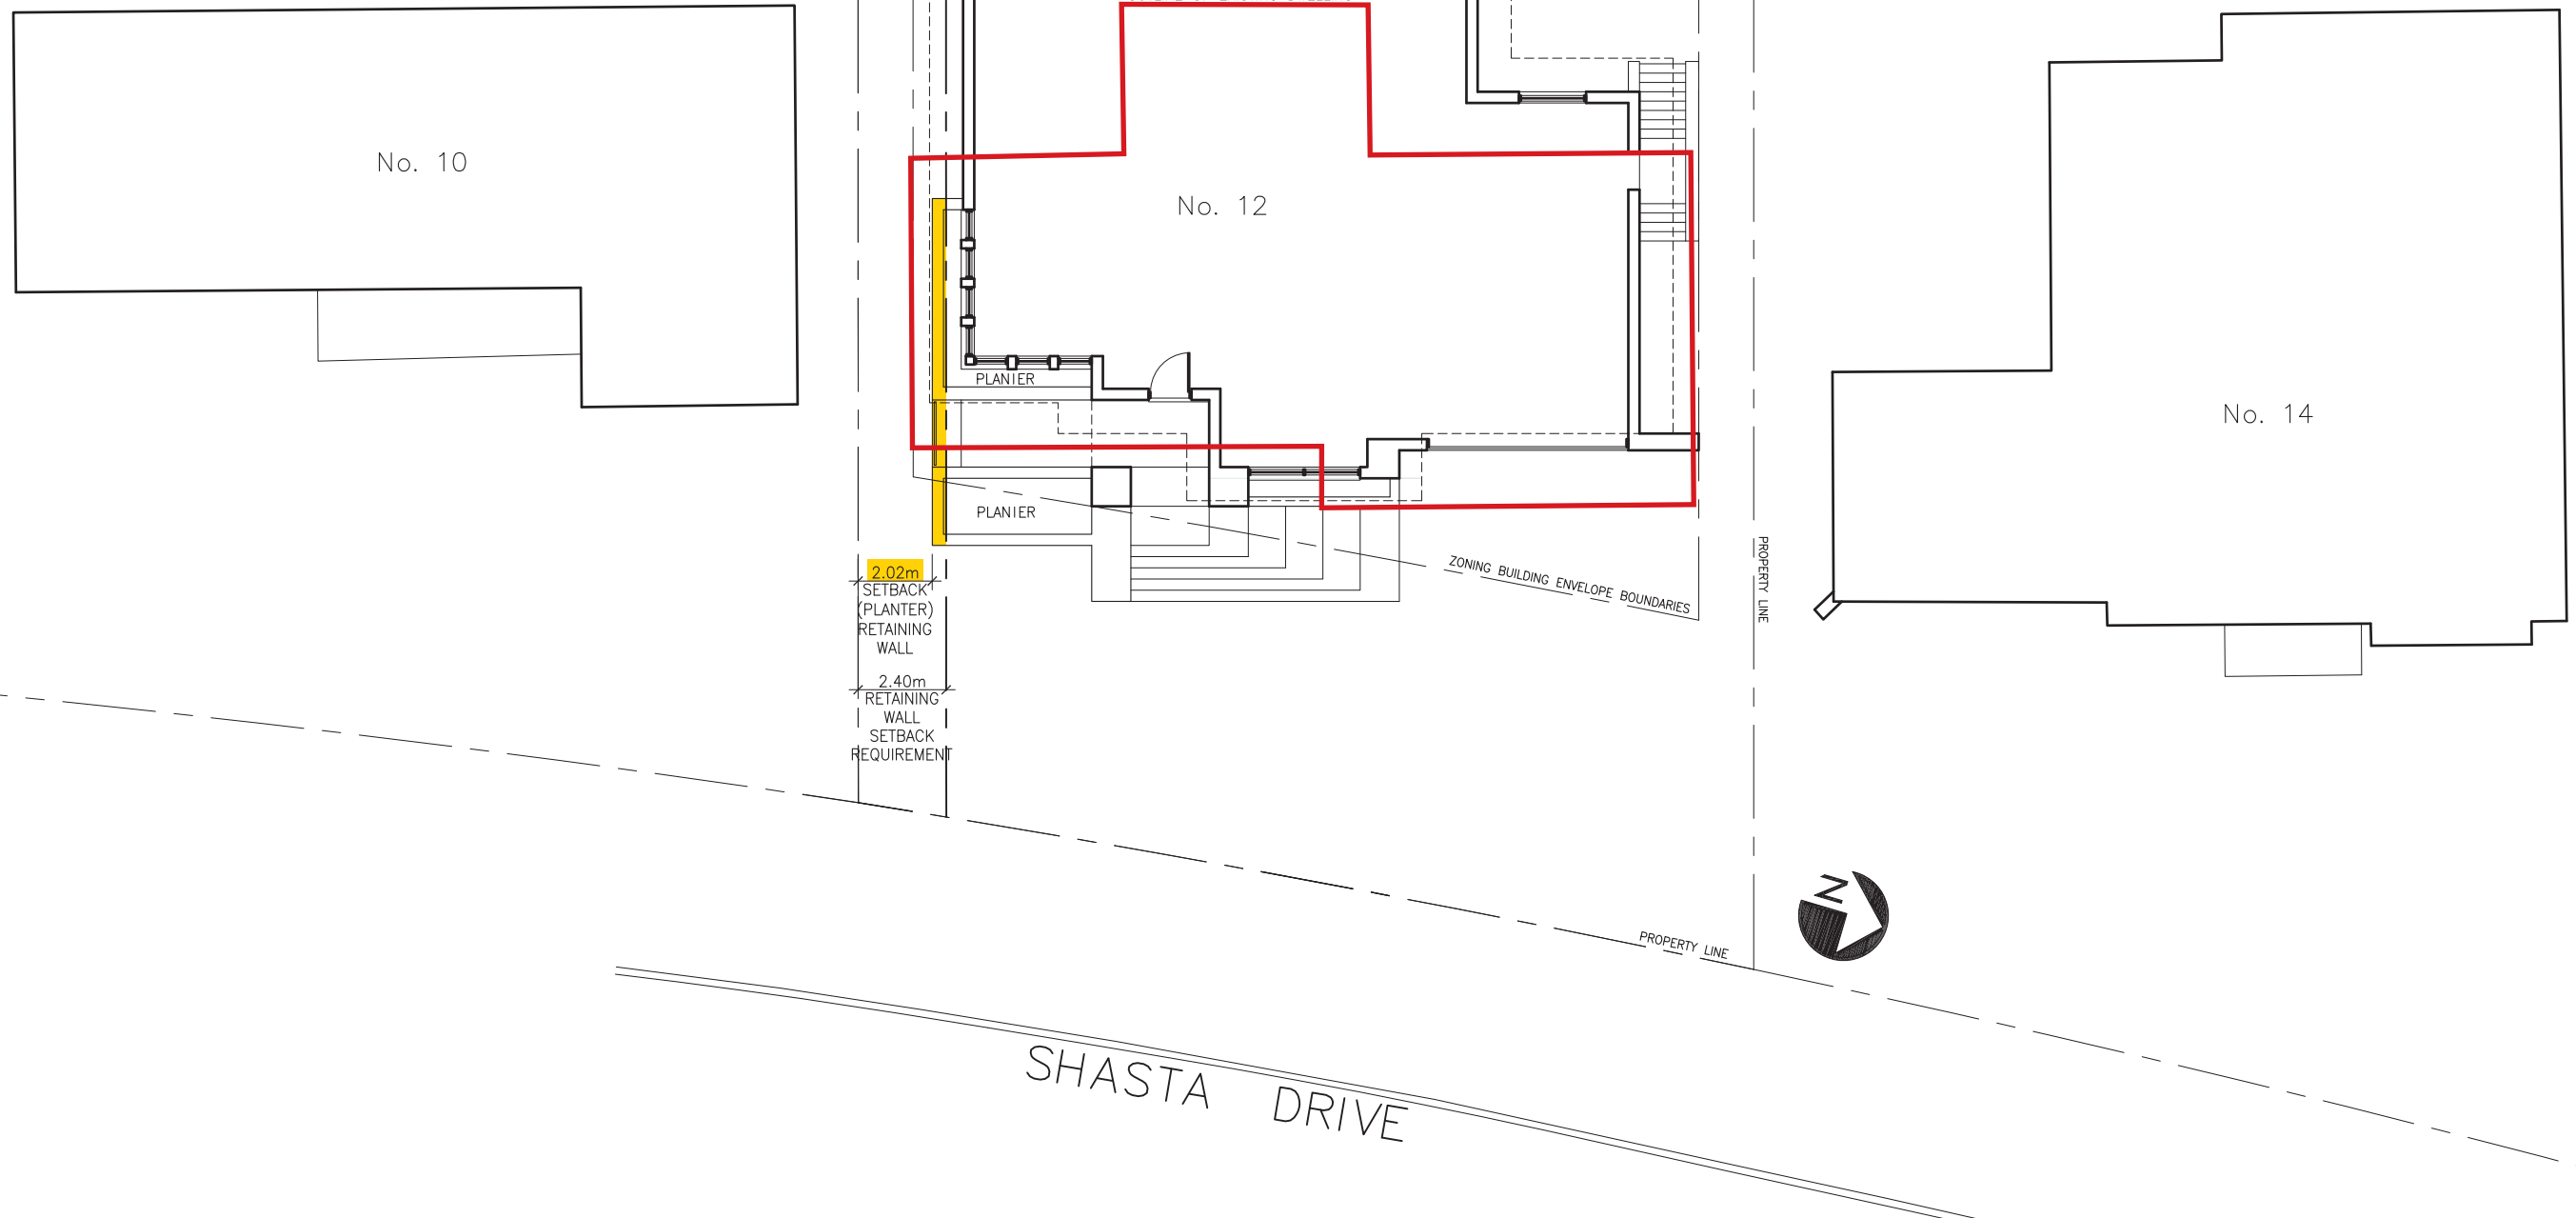 No. 10
No. 12
No. 14
PLANIER
PLANIER
2.02m
SETBACK
(PLANTER)
RETAINING
WALL
2.40m
RETAINING
WALL
SETBACK
REQUIREMENT
ZONING BUILDING ENVELOPE BOUNDARIES
PROPERTY LINE
PROPERTY LINE
N
SHASTA DRIVE